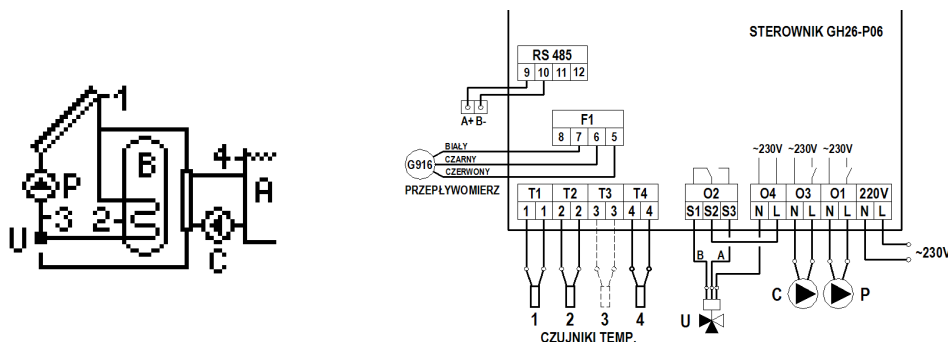 1
B
4
A
P
3
2
U
C
STEROWNIK GH26-P06
RS 485
9 10 11 12
A+ B-
F1
8 7 6 5
BIAŁY
CZARNY
CZERWONY
G916
PRZEPŁYWOMIERZ
~230V ~230V ~230V
T1 T2 T3 T4
1 1 2 2 3 3 4 4
O2 O4 O3 O1 220V
S1 S2 S3 N L N L N L N L
B A
~230V
C P
U
1 2 3 4
CZUJNIKI TEMP.